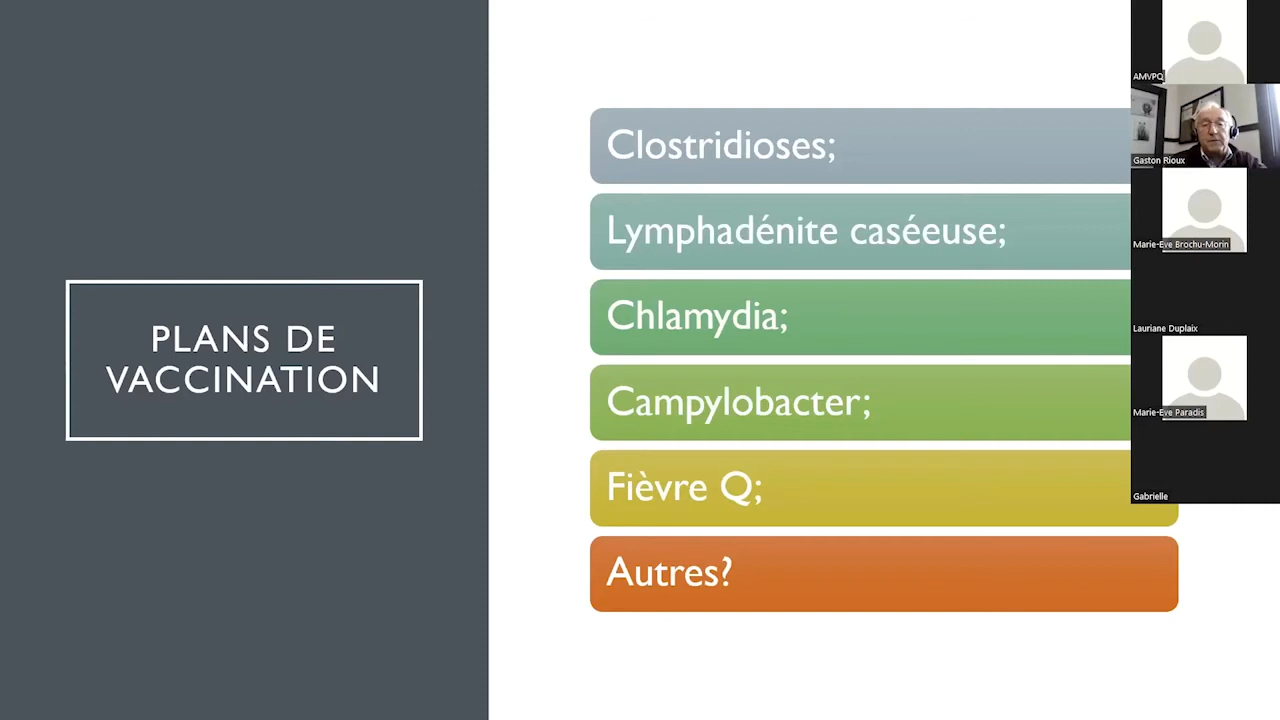 PLANS DE
VACCINATION
Clostridioses;
Lymphadénite caséeuse;
Chlamydia;
Campylobacter;
Fièvre Q;
Autres?
AMVPQ
Gaston Rioux
Marie-Eve Brochu-Morin
Lauriane Duplaix
Marie-Eve Paradis
Gabrielle